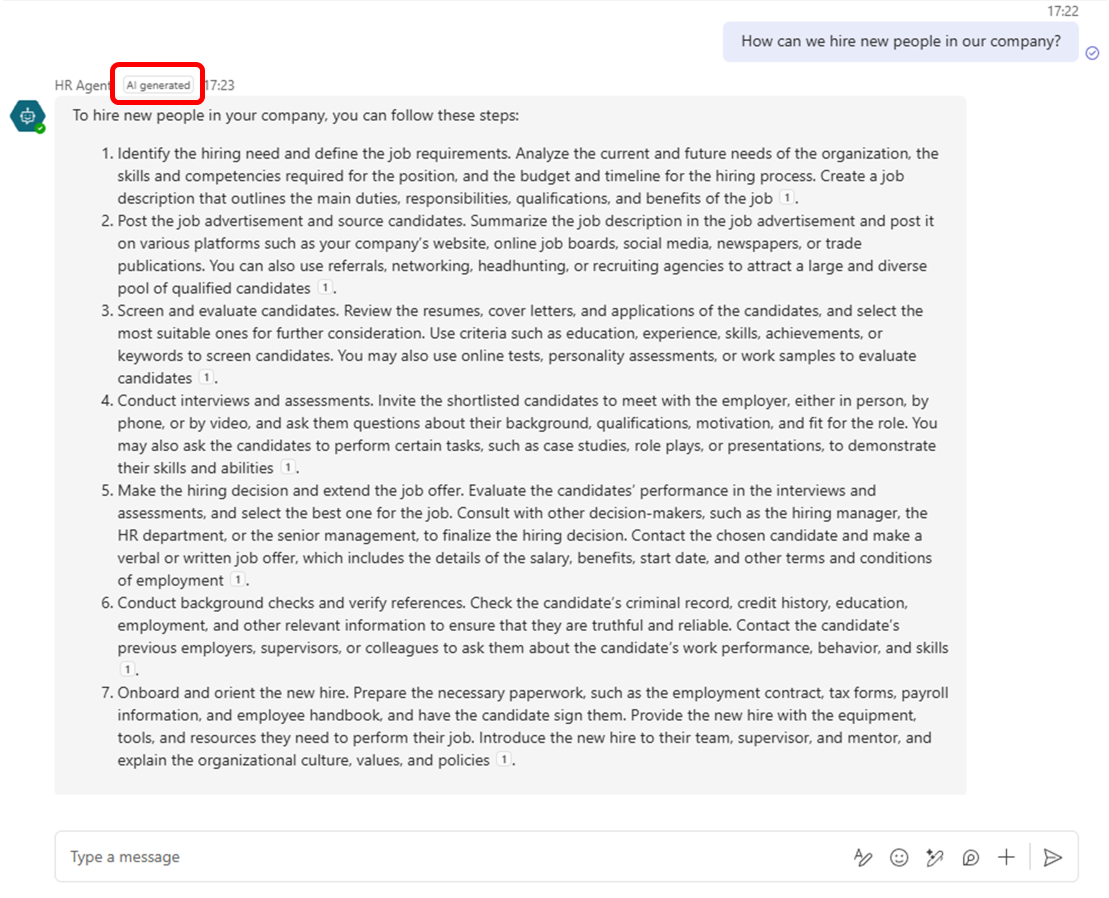 17:22
How can we hire new people in our company?
HR Agent AI generated 17:23
To hire new people in your company, you can follow these steps:
1. Identify the hiring need and define the job requirements. Analyze the current and future needs of the organization, the
skills and competencies required for the position, and the budget and timeline for the hiring process. Create a job
description that outlines the main duties, responsibilities, qualifications, and benefits of the job 1.
2. Post the job advertisement and source candidates. Summarize the job description in the job advertisement and post it
on various platforms such as your company's website, online job boards, social media, newspapers, or trade
publications. You can also use referrals, networking, headhunting, or recruiting agencies to attract a large and diverse
pool of qualified candidates 1.
3. Screen and evaluate candidates. Review the resumes, cover letters, and applications of the candidates, and select the
most suitable ones for further consideration. Use criteria such as education, experience, skills, achievements, or
keywords to screen candidates. You may also use online tests, personality assessments, or work samples to evaluate
candidates 1.
4. Conduct interviews and assessments. Invite the shortlisted candidates to meet with the employer, either in person, by
phone, or by video, and ask them questions about their background, qualifications, motivation, and fit for the role. You
may also ask the candidates to perform certain tasks, such as case studies, role plays, or presentations, to demonstrate
their skills and abilities 1.
5. Make the hiring decision and extend the job offer. Evaluate the candidates' performance in the interviews and
assessments, and select the best one for the job. Consult with other decision-makers, such as the hiring manager, the
HR department, or the senior management, to finalize the hiring decision. Contact the chosen candidate and make a
verbal or written job offer, which includes the details of the salary, benefits, start date, and other terms and conditions
of employment 1.
6. Conduct background checks and verify references. Check the candidate's criminal record, credit history, education,
employment, and other relevant information to ensure that they are truthful and reliable. Contact the candidate's
previous employers, supervisors, or colleagues to ask them about the candidate's work performance, behavior, and skills
1.
7. Onboard and orient the new hire. Prepare the necessary paperwork, such as the employment contract, tax forms, payroll
information, and employee handbook, and have the candidate sign them. Provide the new hire with the equipment,
tools, and resources they need to perform their job. Introduce the new hire to their team, supervisor, and mentor, and
explain the organizational culture, values, and policies 1.
Type a message